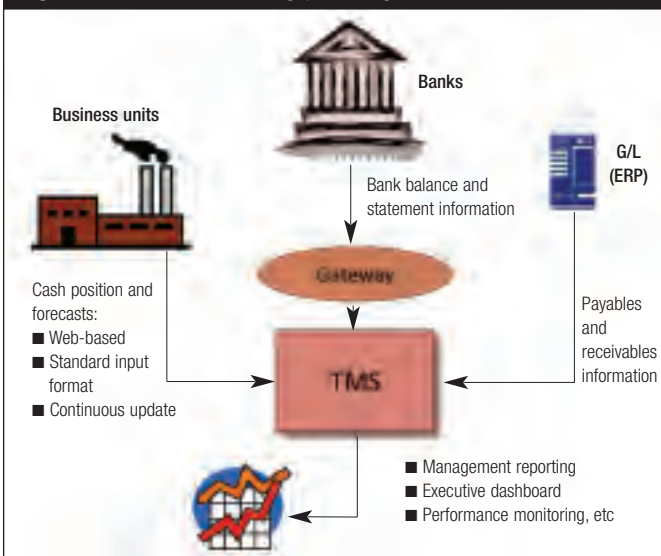 Banks
Business units
G/L
(ERP)
Bank balance and
statement information
Gateway
Cash position and
forecasts:
■ Web-based
■ Standard input
format
■ Continuous update
TMS
Payables
and
receivables
information
■ Management reporting
■ Executive dashboard
■ Performance monitoring, etc